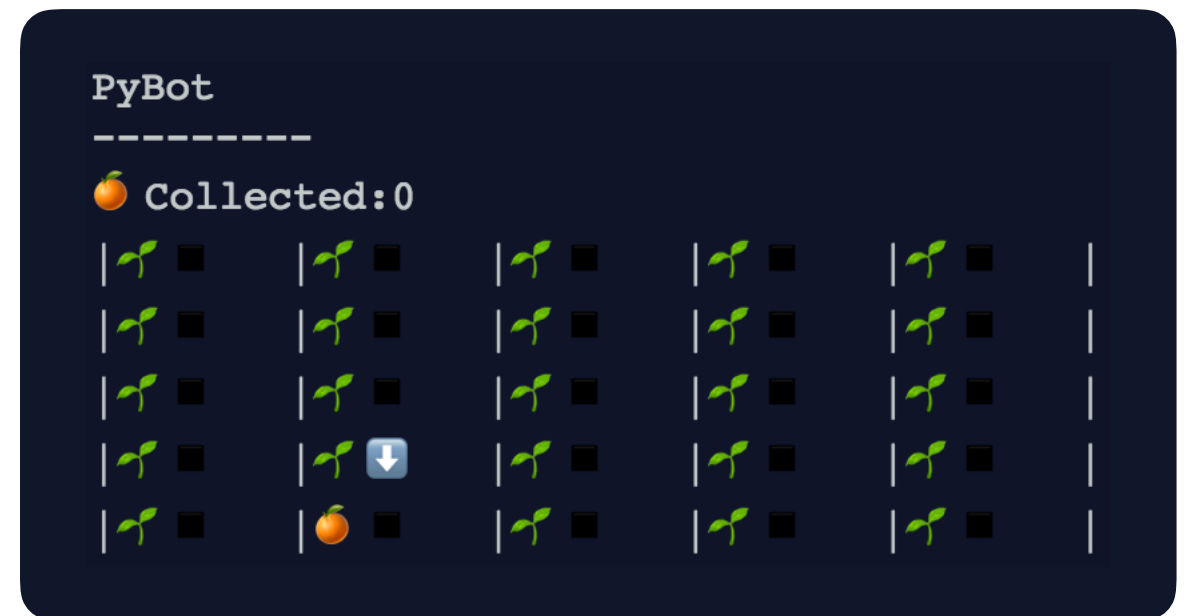 PyBot
---------
🍊 Collected:0
|🌱 ◾ |🌱 ◾ |🌱 ◾ |🌱 ◾ |🌱 ◾ |
|🌱 ◾ |🌱 ◾ |🌱 ◾ |🌱 ◾ |🌱 ◾ |
|🌱 ◾ |🌱 ◾ |🌱 ◾ |🌱 ◾ |🌱 ◾ |
|🌱 ◾ |🌱 ⬇️ |🌱 ◾ |🌱 ◾ |🌱 ◾ |
|🌱 ◾ |🍊 ◾ |🌱 ◾ |🌱 ◾ |🌱 ◾ |